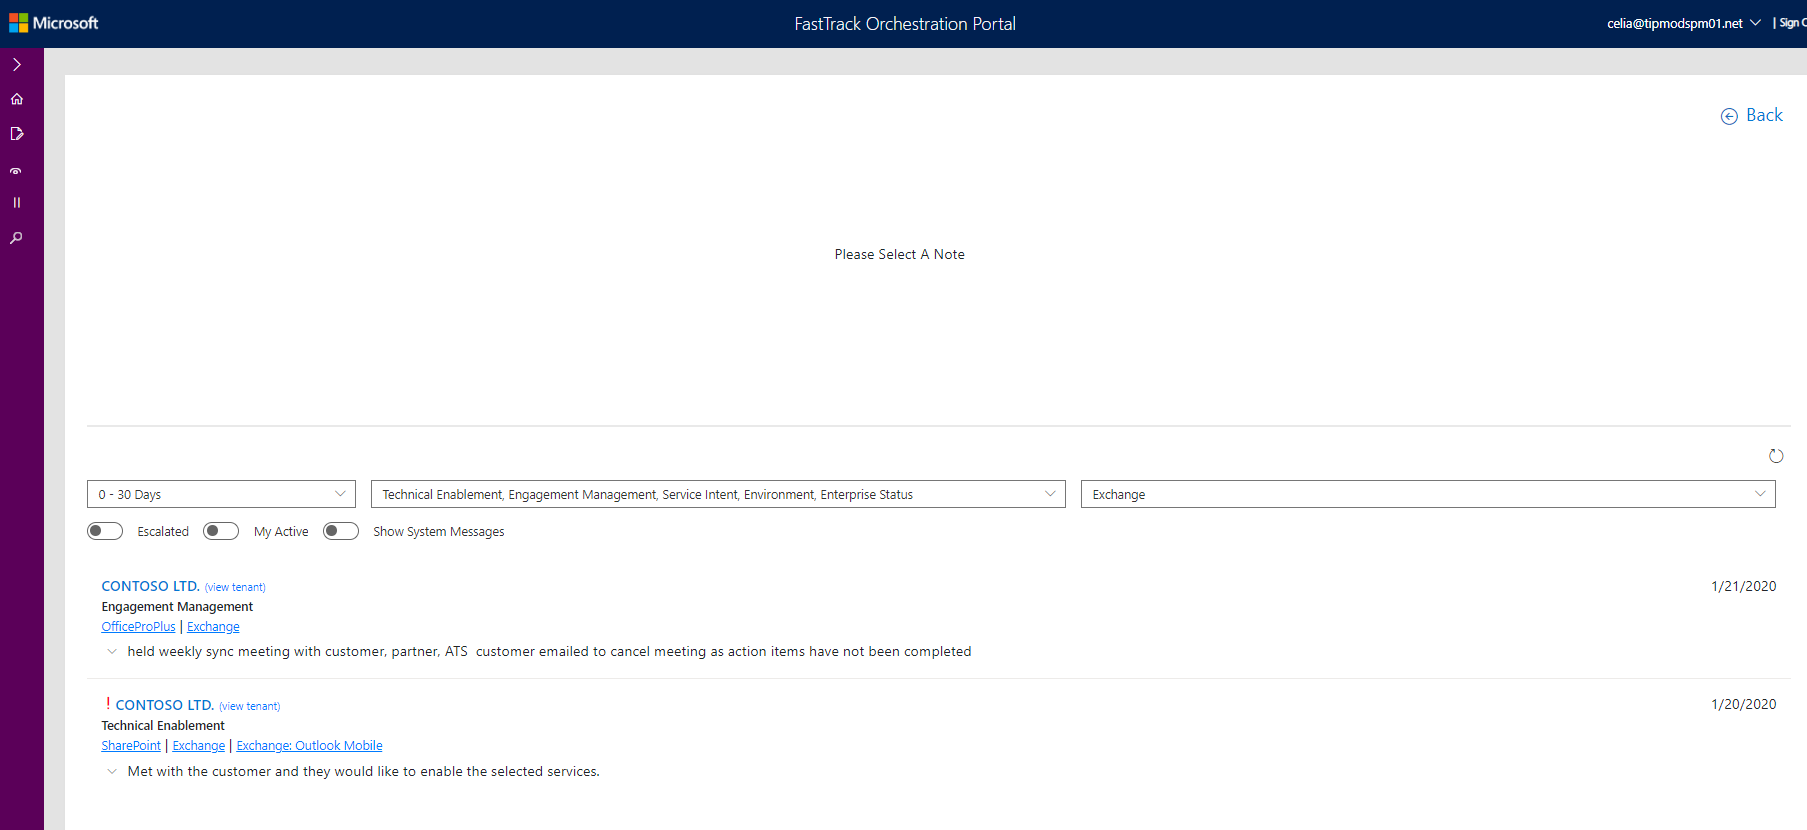 Microsoft
FastTrack Orchestration Portal
celia@tipmodspm01.net
| Sign
Back
Please Select A Note
0 - 30 Days
Technical Enablement, Engagement Management, Service Intent, Environment, Enterprise Status
Exchange
Escalated
My Active
Show System Messages
CONTOSO LTD. (view tenant)
1/21/2020
Engagement Management
OfficeProPlus | Exchange
held weekly sync meeting with customer, partner, ATS  customer emailed to cancel meeting as action items have not been completed
! CONTOSO LTD. (view tenant)
1/20/2020
Technical Enablement
SharePoint | Exchange | Exchange: Outlook Mobile
Met with the customer and they would like to enable the selected services.